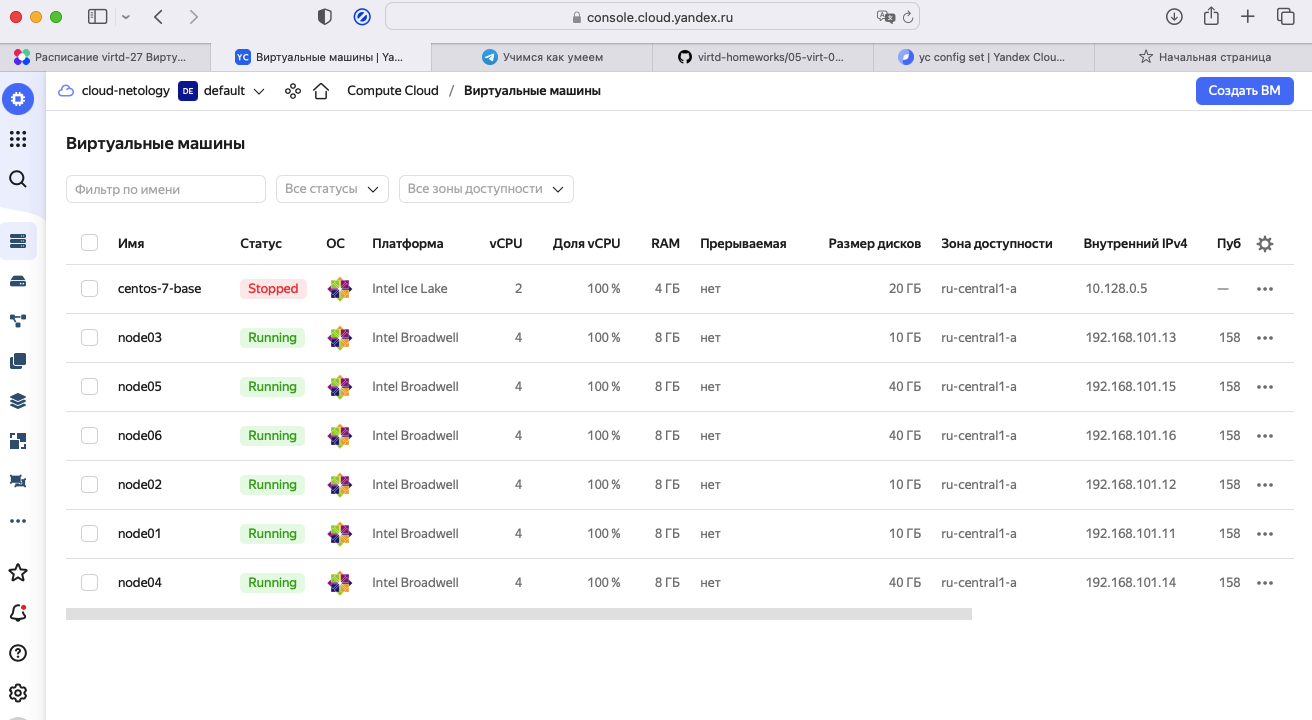 console.cloud.yandex.ru
Расписание virtd-27 Вирту...
YC Виртуальные машины | Ya...
Учимся как умеем
virtd-homeworks/05-virt-0...
yc config set | Yandex Clou...
Начальная страница
cloud-netology DE default Compute Cloud / Виртуальные машины Создать ВМ
Виртуальные машины
Фильтр по имени Все статусы Все зоны доступности
Имя Статус ОС Платформа vCPU Доля vCPU RAM Прерываемая Размер дисков Зона доступности Внутренний IPv4 Пуб
centos-7-base Stopped Intel Ice Lake 2 100 % 4 ГБ нет 20 ГБ ru-central1-a 10.128.0.5 —
node03 Running Intel Broadwell 4 100 % 8 ГБ нет 10 ГБ ru-central1-a 192.168.101.13 158
node05 Running Intel Broadwell 4 100 % 8 ГБ нет 40 ГБ ru-central1-a 192.168.101.15 158
node06 Running Intel Broadwell 4 100 % 8 ГБ нет 40 ГБ ru-central1-a 192.168.101.16 158
node02 Running Intel Broadwell 4 100 % 8 ГБ нет 10 ГБ ru-central1-a 192.168.101.12 158
node01 Running Intel Broadwell 4 100 % 8 ГБ нет 10 ГБ ru-central1-a 192.168.101.11 158
node04 Running Intel Broadwell 4 100 % 8 ГБ нет 40 ГБ ru-central1-a 192.168.101.14 158